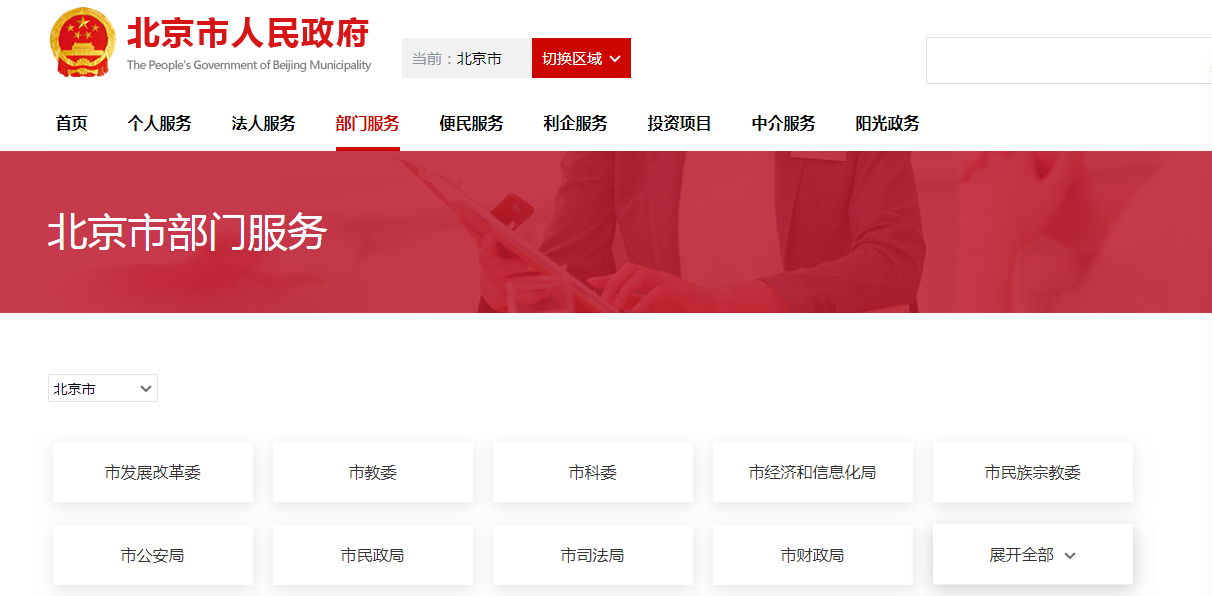 北京市人民政府
The People's Government of Beijing Municipality
当前：北京市 切换区域
首页 个人服务 法人服务 部门服务 便民服务 利企服务 投资项目 中介服务 阳光政务
北京市部门服务
北京市
市发展改革委 市教委 市科委 市经济和信息化局 市民族宗教委
市公安局 市民政局 市司法局 市财政局 展开全部